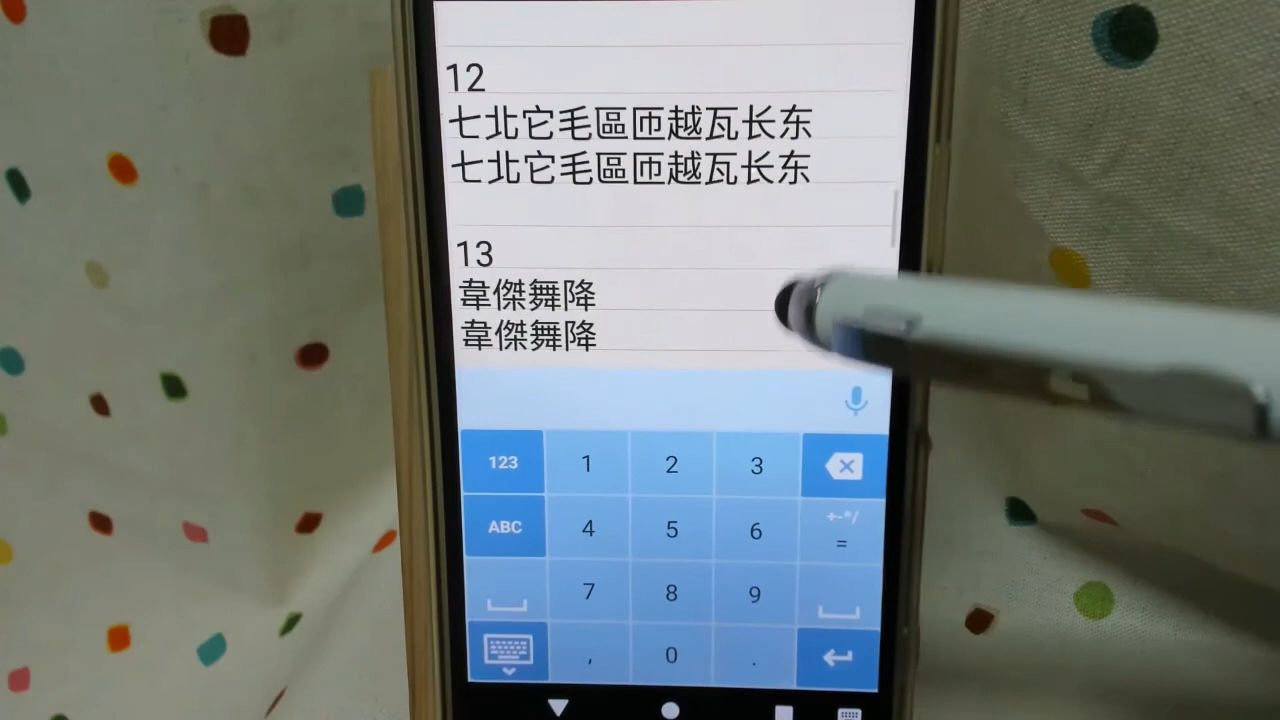 12
七北它毛區匝越瓦长东
七北它毛區匝越瓦长东
13
韋傑舞降
韋傑舞降
123 1 2 3
ABC 4 5 6 +-*/ =
7 8 9
, 0 .